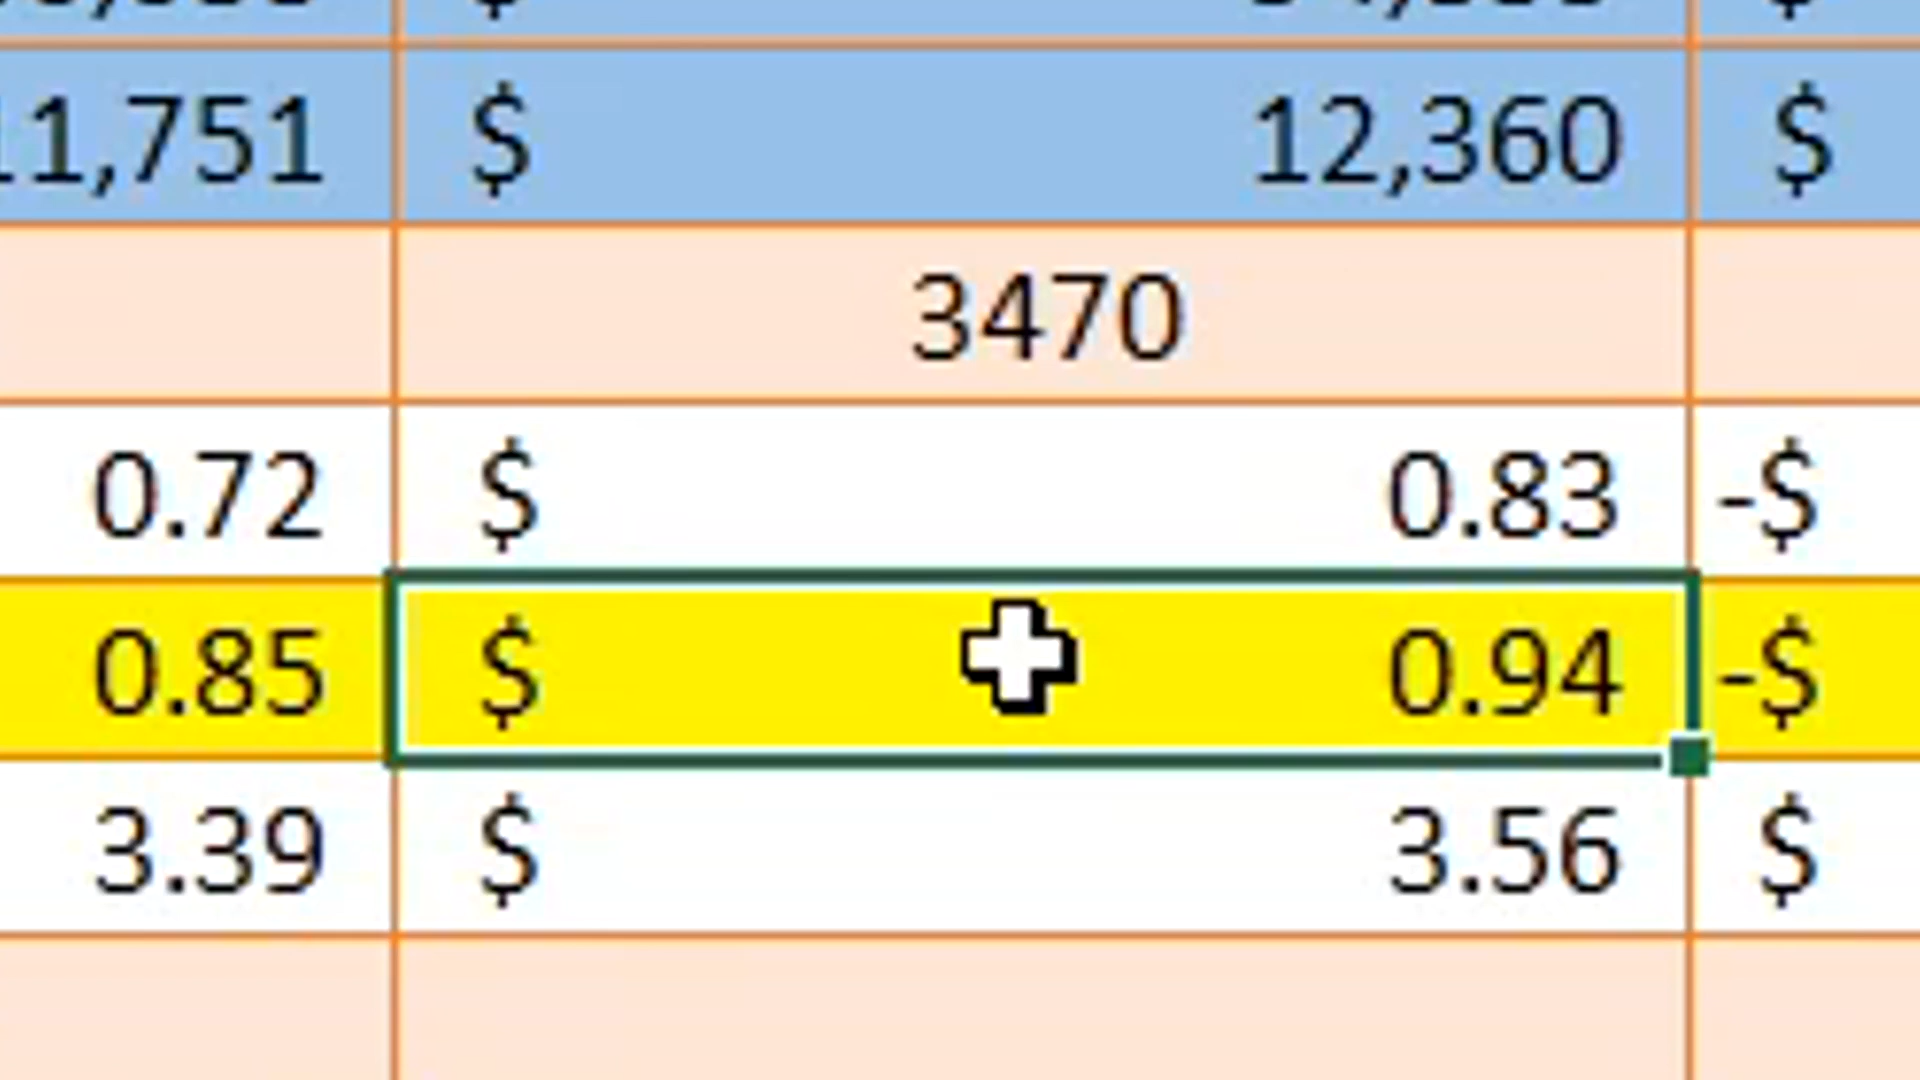 $ $
11,751 $ 12,360 $
3470
0.72 $ 0.83 -$
0.85 $ 0.94 -$
3.39 $ 3.56 $